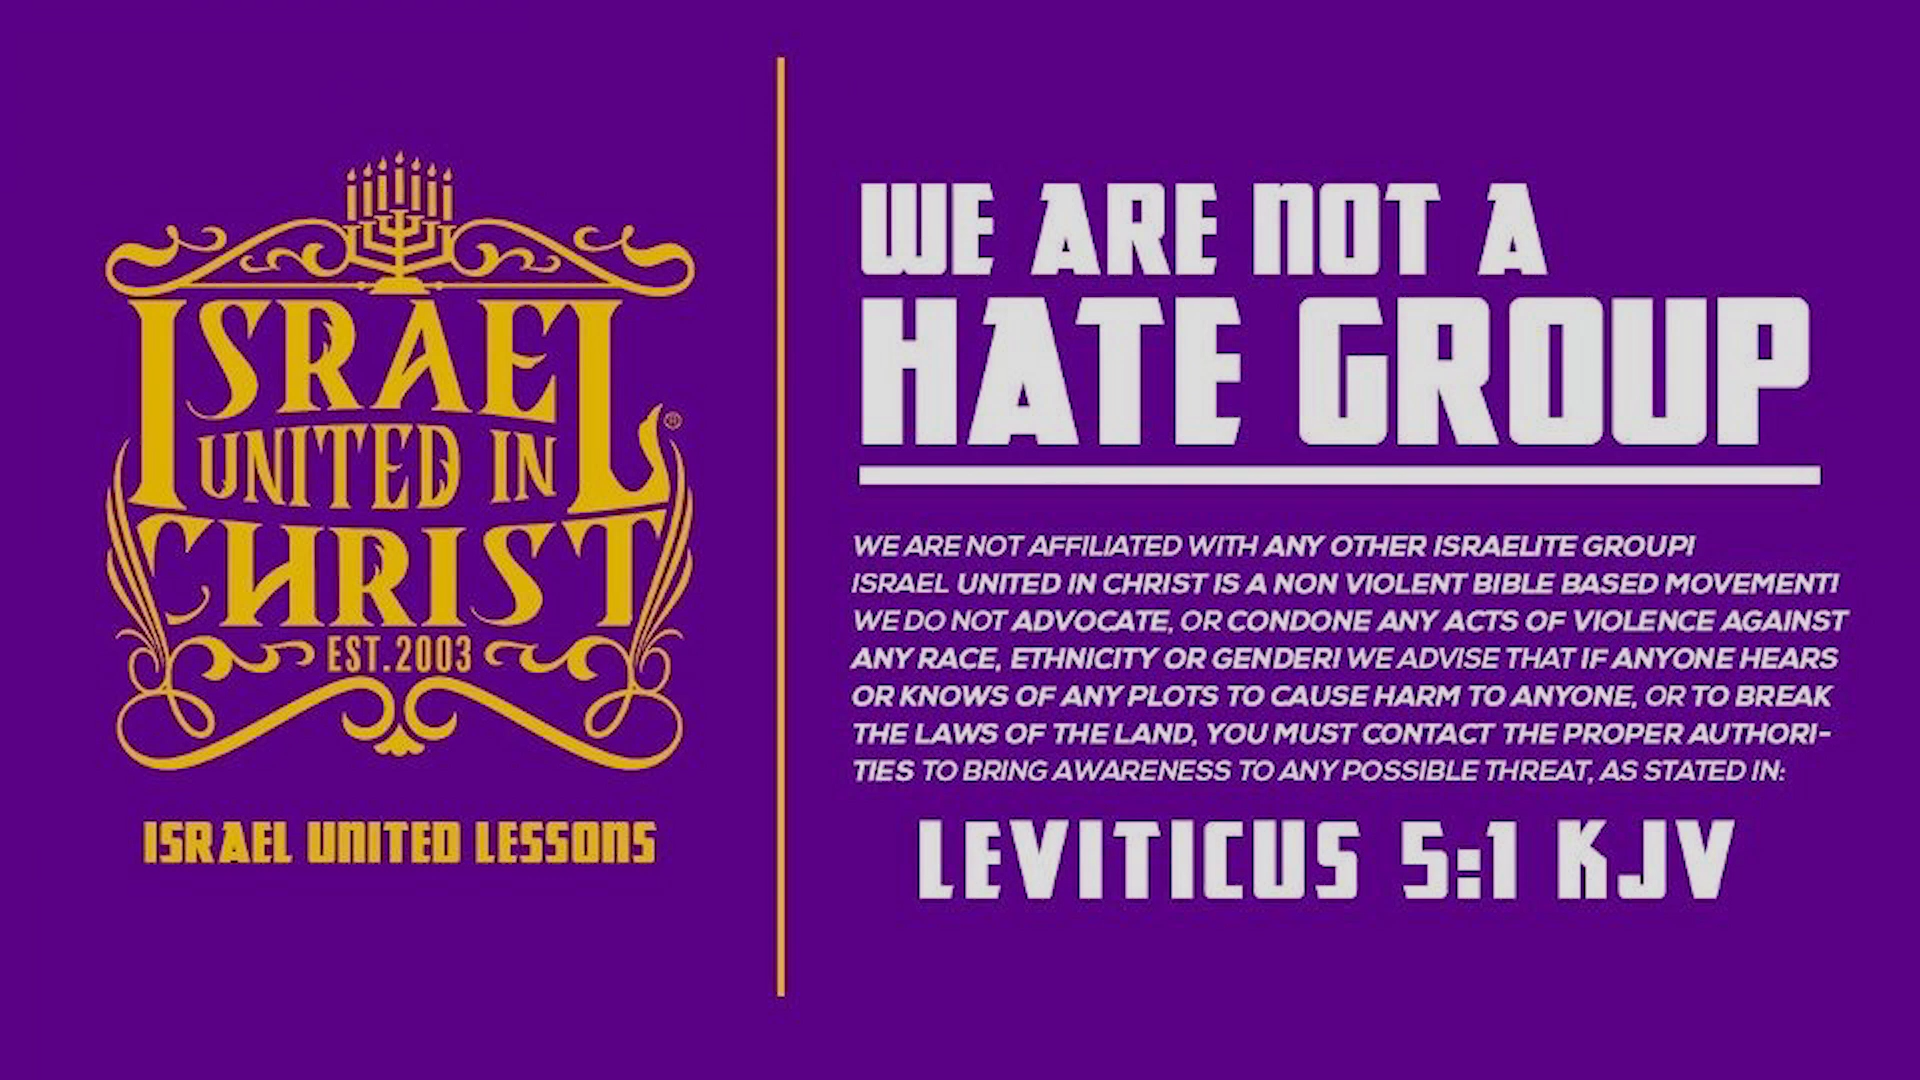 ISRAEL
UNITED IN
CHRIST
®
EST.2003
ISRAEL UNITED LESSONS
WE ARE NOT A
HATE GROUP
WE ARE NOT AFFILIATED WITH ANY OTHER ISRAELITE GROUP!
ISRAEL UNITED IN CHRIST IS A NON VIOLENT BIBLE BASED MOVEMENT!
WE DO NOT ADVOCATE, OR CONDONE ANY ACTS OF VIOLENCE AGAINST
ANY RACE, ETHNICITY OR GENDER! WE ADVISE THAT IF ANYONE HEARS
OR KNOWS OF ANY PLOTS TO CAUSE HARM TO ANYONE, OR TO BREAK
THE LAWS OF THE LAND, YOU MUST CONTACT THE PROPER AUTHORI-
TIES TO BRING AWARENESS TO ANY POSSIBLE THREAT, AS STATED IN:
LEVITICUS 5:1 KJV